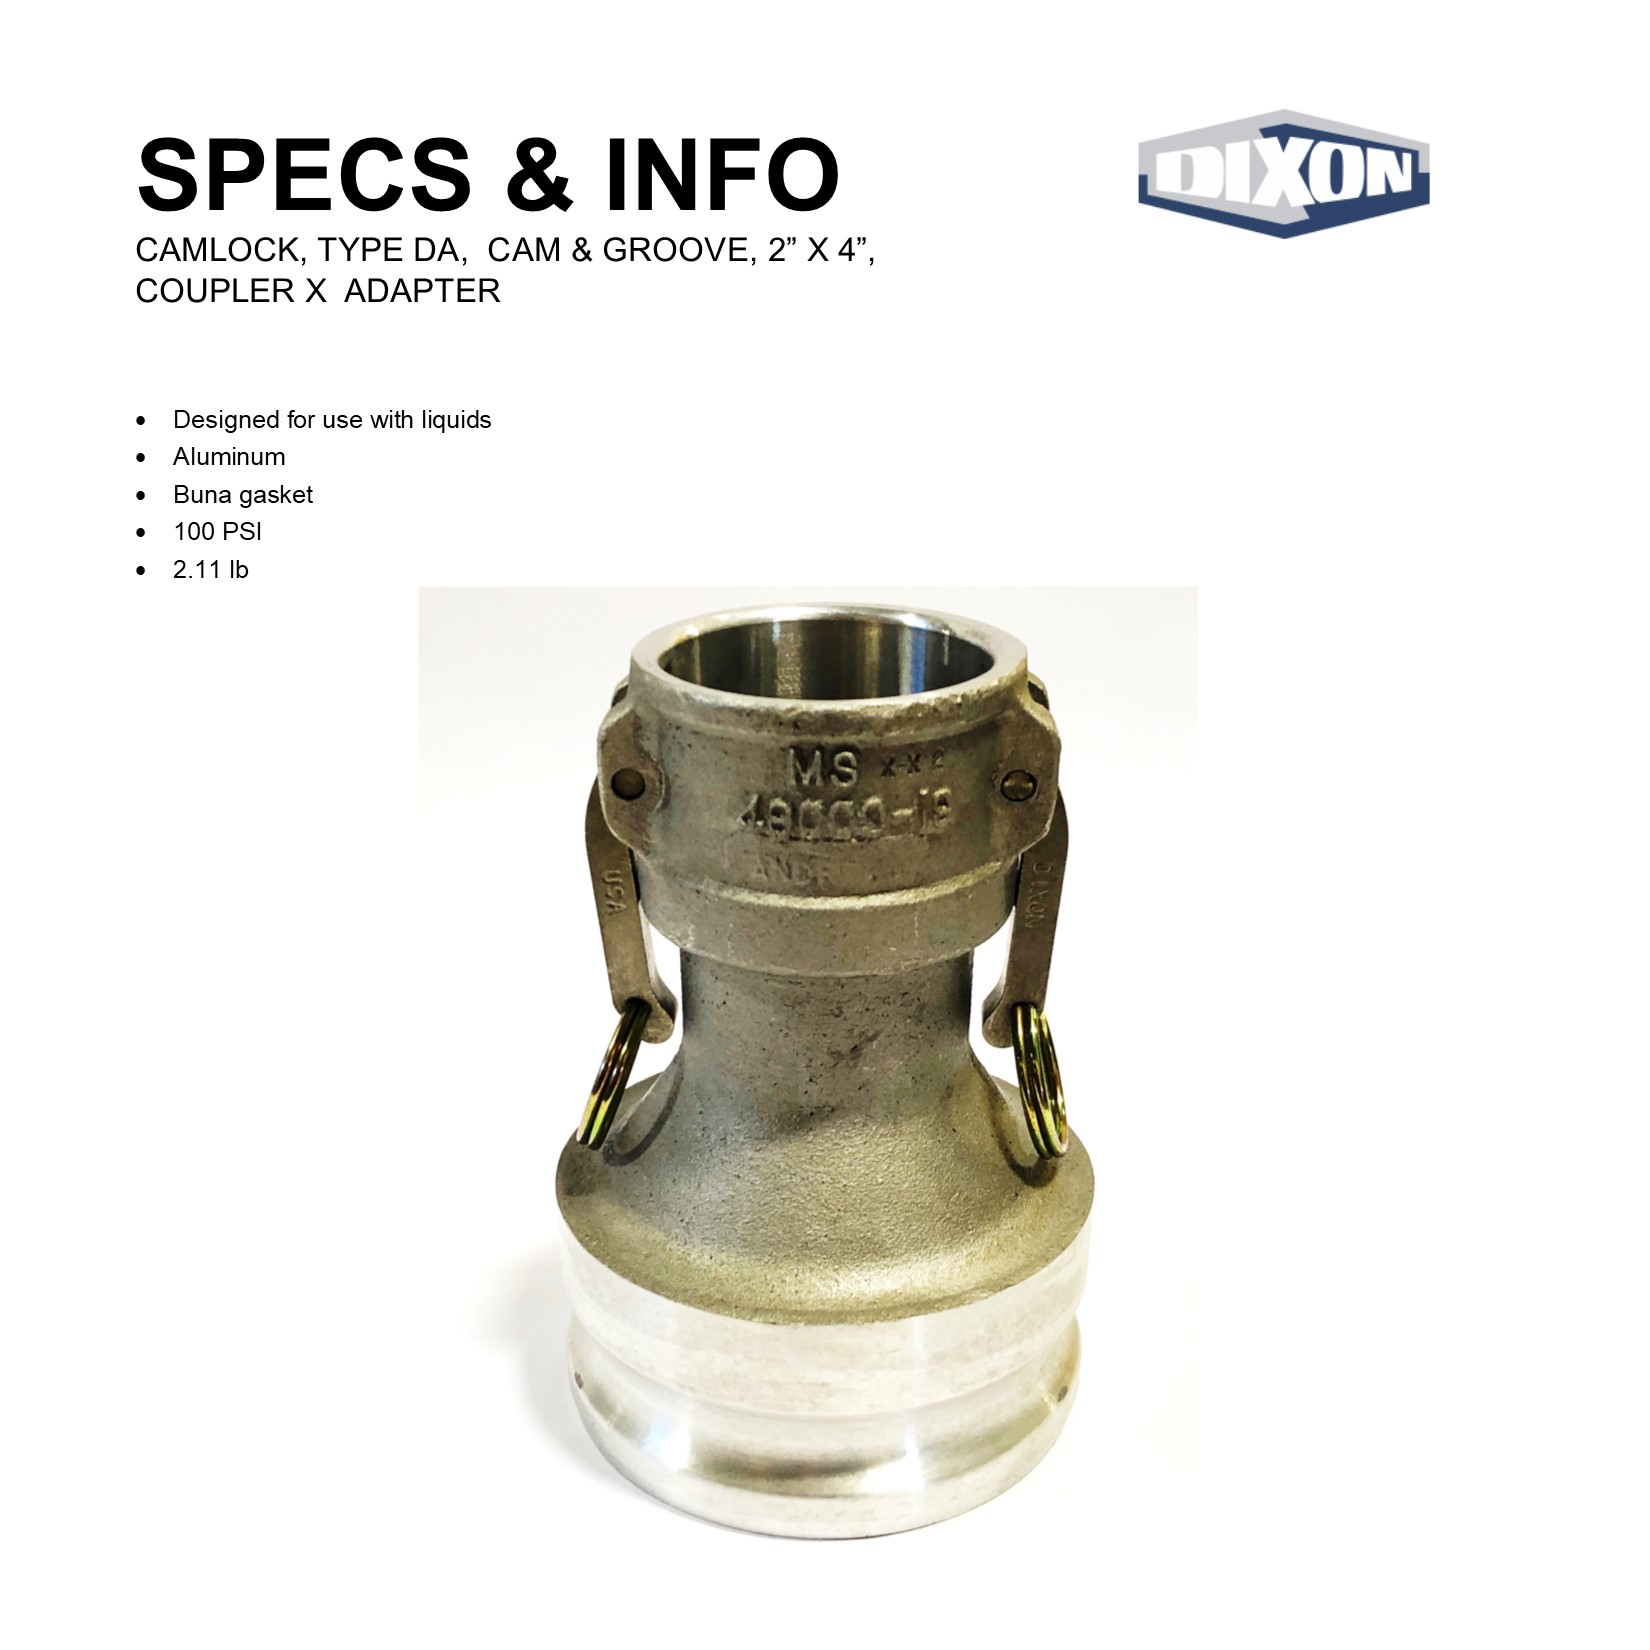 SPECS & INFO
DIXON
CAMLOCK, TYPE DA, CAM & GROOVE, 2” X 4”,
COUPLER X ADAPTER
• Designed for use with liquids
• Aluminum
• Buna gasket
• 100 PSI
• 2.11 lb
MS
USA
DIXON